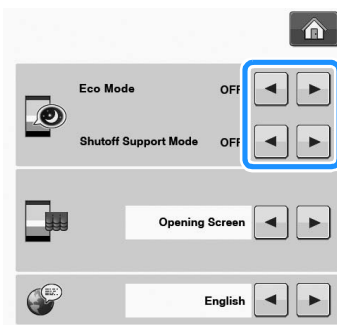 Eco Mode OFF
Shutoff Support Mode OFF
Opening Screen
English